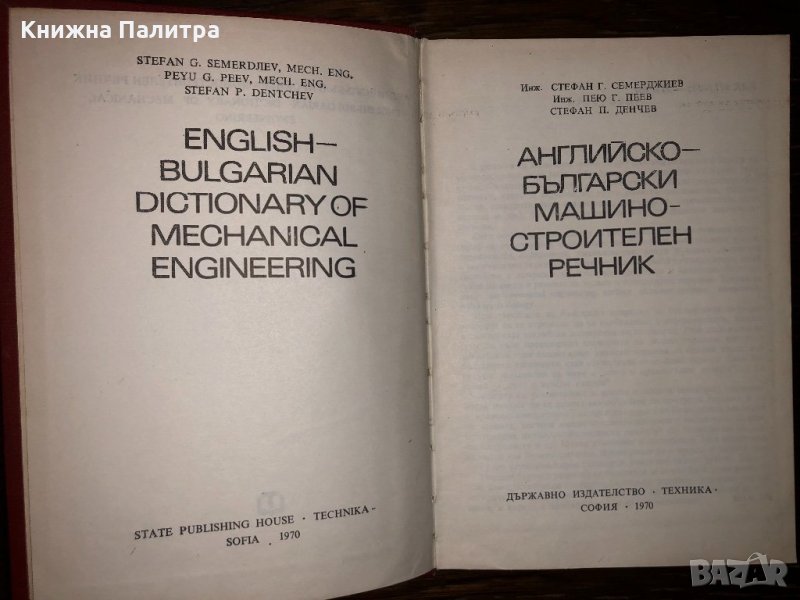 Книжна Палитра
STEFAN G. SEMERDJIEV, MECH. ENG.
PEYU G. PEEV, MECH. ENG,
STEFAN P. DENTCHEV
ENGLISH—
BULGARIAN
DICTIONARY OF
MECHANICAL
ENGINEERING
STATE PUBLISHING HOUSE · TECHNIKA ·
SOFIA . 1970
Инж. СТЕФАН Г. СЕМЕРДЖИЕВ
Инж. ПЕЮ Г. ПЕЕВ
СТЕФАН П. ДЕНЧЕВ
АНГЛИЙСКО—
БЪЛГАРСКИ
МАШИНО—
СТРОИТЕЛЕН
РЕЧНИК
ДЪРЖАВНО ИЗДАТЕЛСТВО · ТЕХНИКА ·
СОФИЯ · 1970
BAZAR